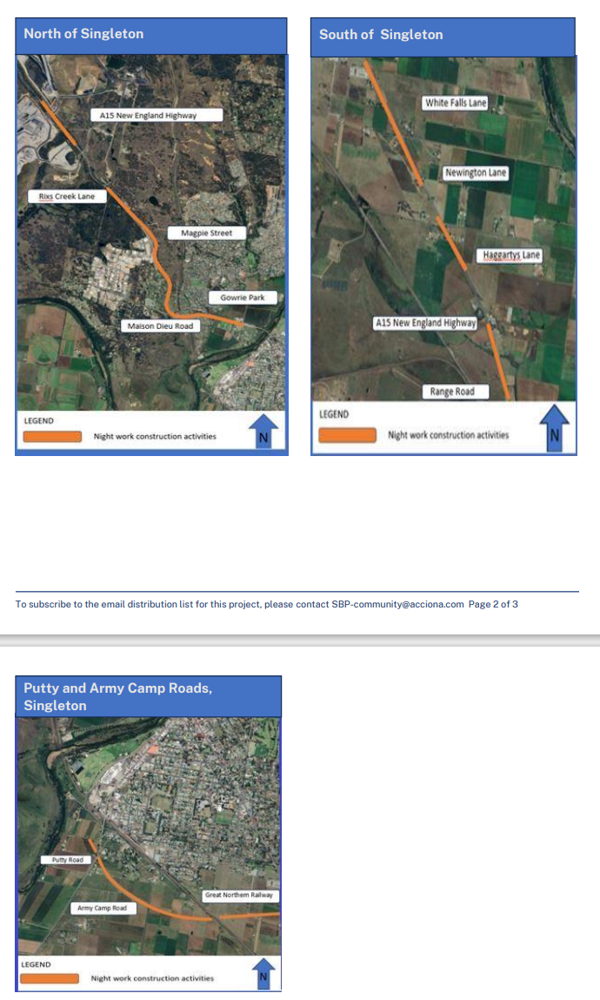 North of Singleton
A15 New England Highway
Rixs Creek Lane
Magpie Street
Gowrie Park
Maison Dieu Road
LEGEND
Night work construction activities
N
South of Singleton
White Falls Lane
Newington Lane
Haggartys Lane
A15 New England Highway
Range Road
LEGEND
Night work construction activities
N
To subscribe to the email distribution list for this project, please contact SBP-community@acciona.com Page 2 of 3
Putty and Army Camp Roads,
Singleton
Putty Road
Great Northern Railway
Army Camp Road
LEGEND
Night work construction activities
N